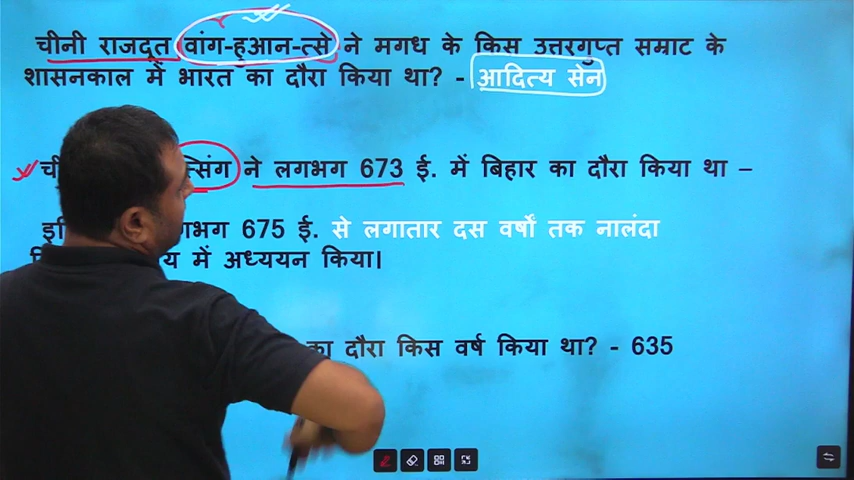 चीनी राजदूत वांग-हुआन-त्से ने मगध के किस उत्तरगुप्त सम्राट के
शासनकाल में भारत का दौरा किया था? - आदित्य सेन
ने लगभग 673 ई. में बिहार का दौरा किया था –
675 ई. से लगातार दस वर्षों तक नालंदा
में अध्ययन किया।
का दौरा किस वर्ष किया था? - 635